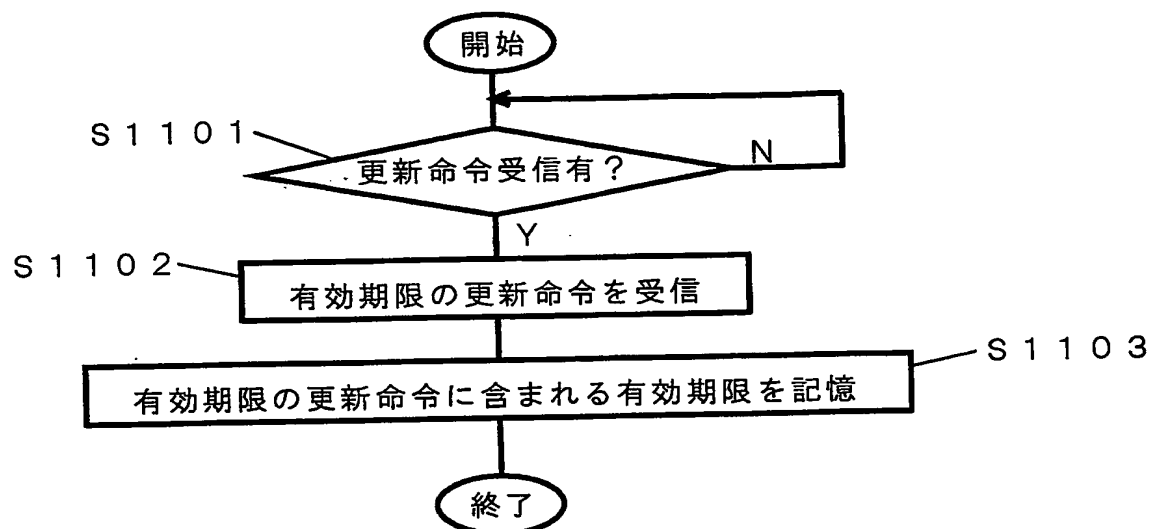 開始
S1101
更新命令受信有？
N
Y
S1102
有効期限の更新命令を受信
S1103
有効期限の更新命令に含まれる有効期限を記憶
終了